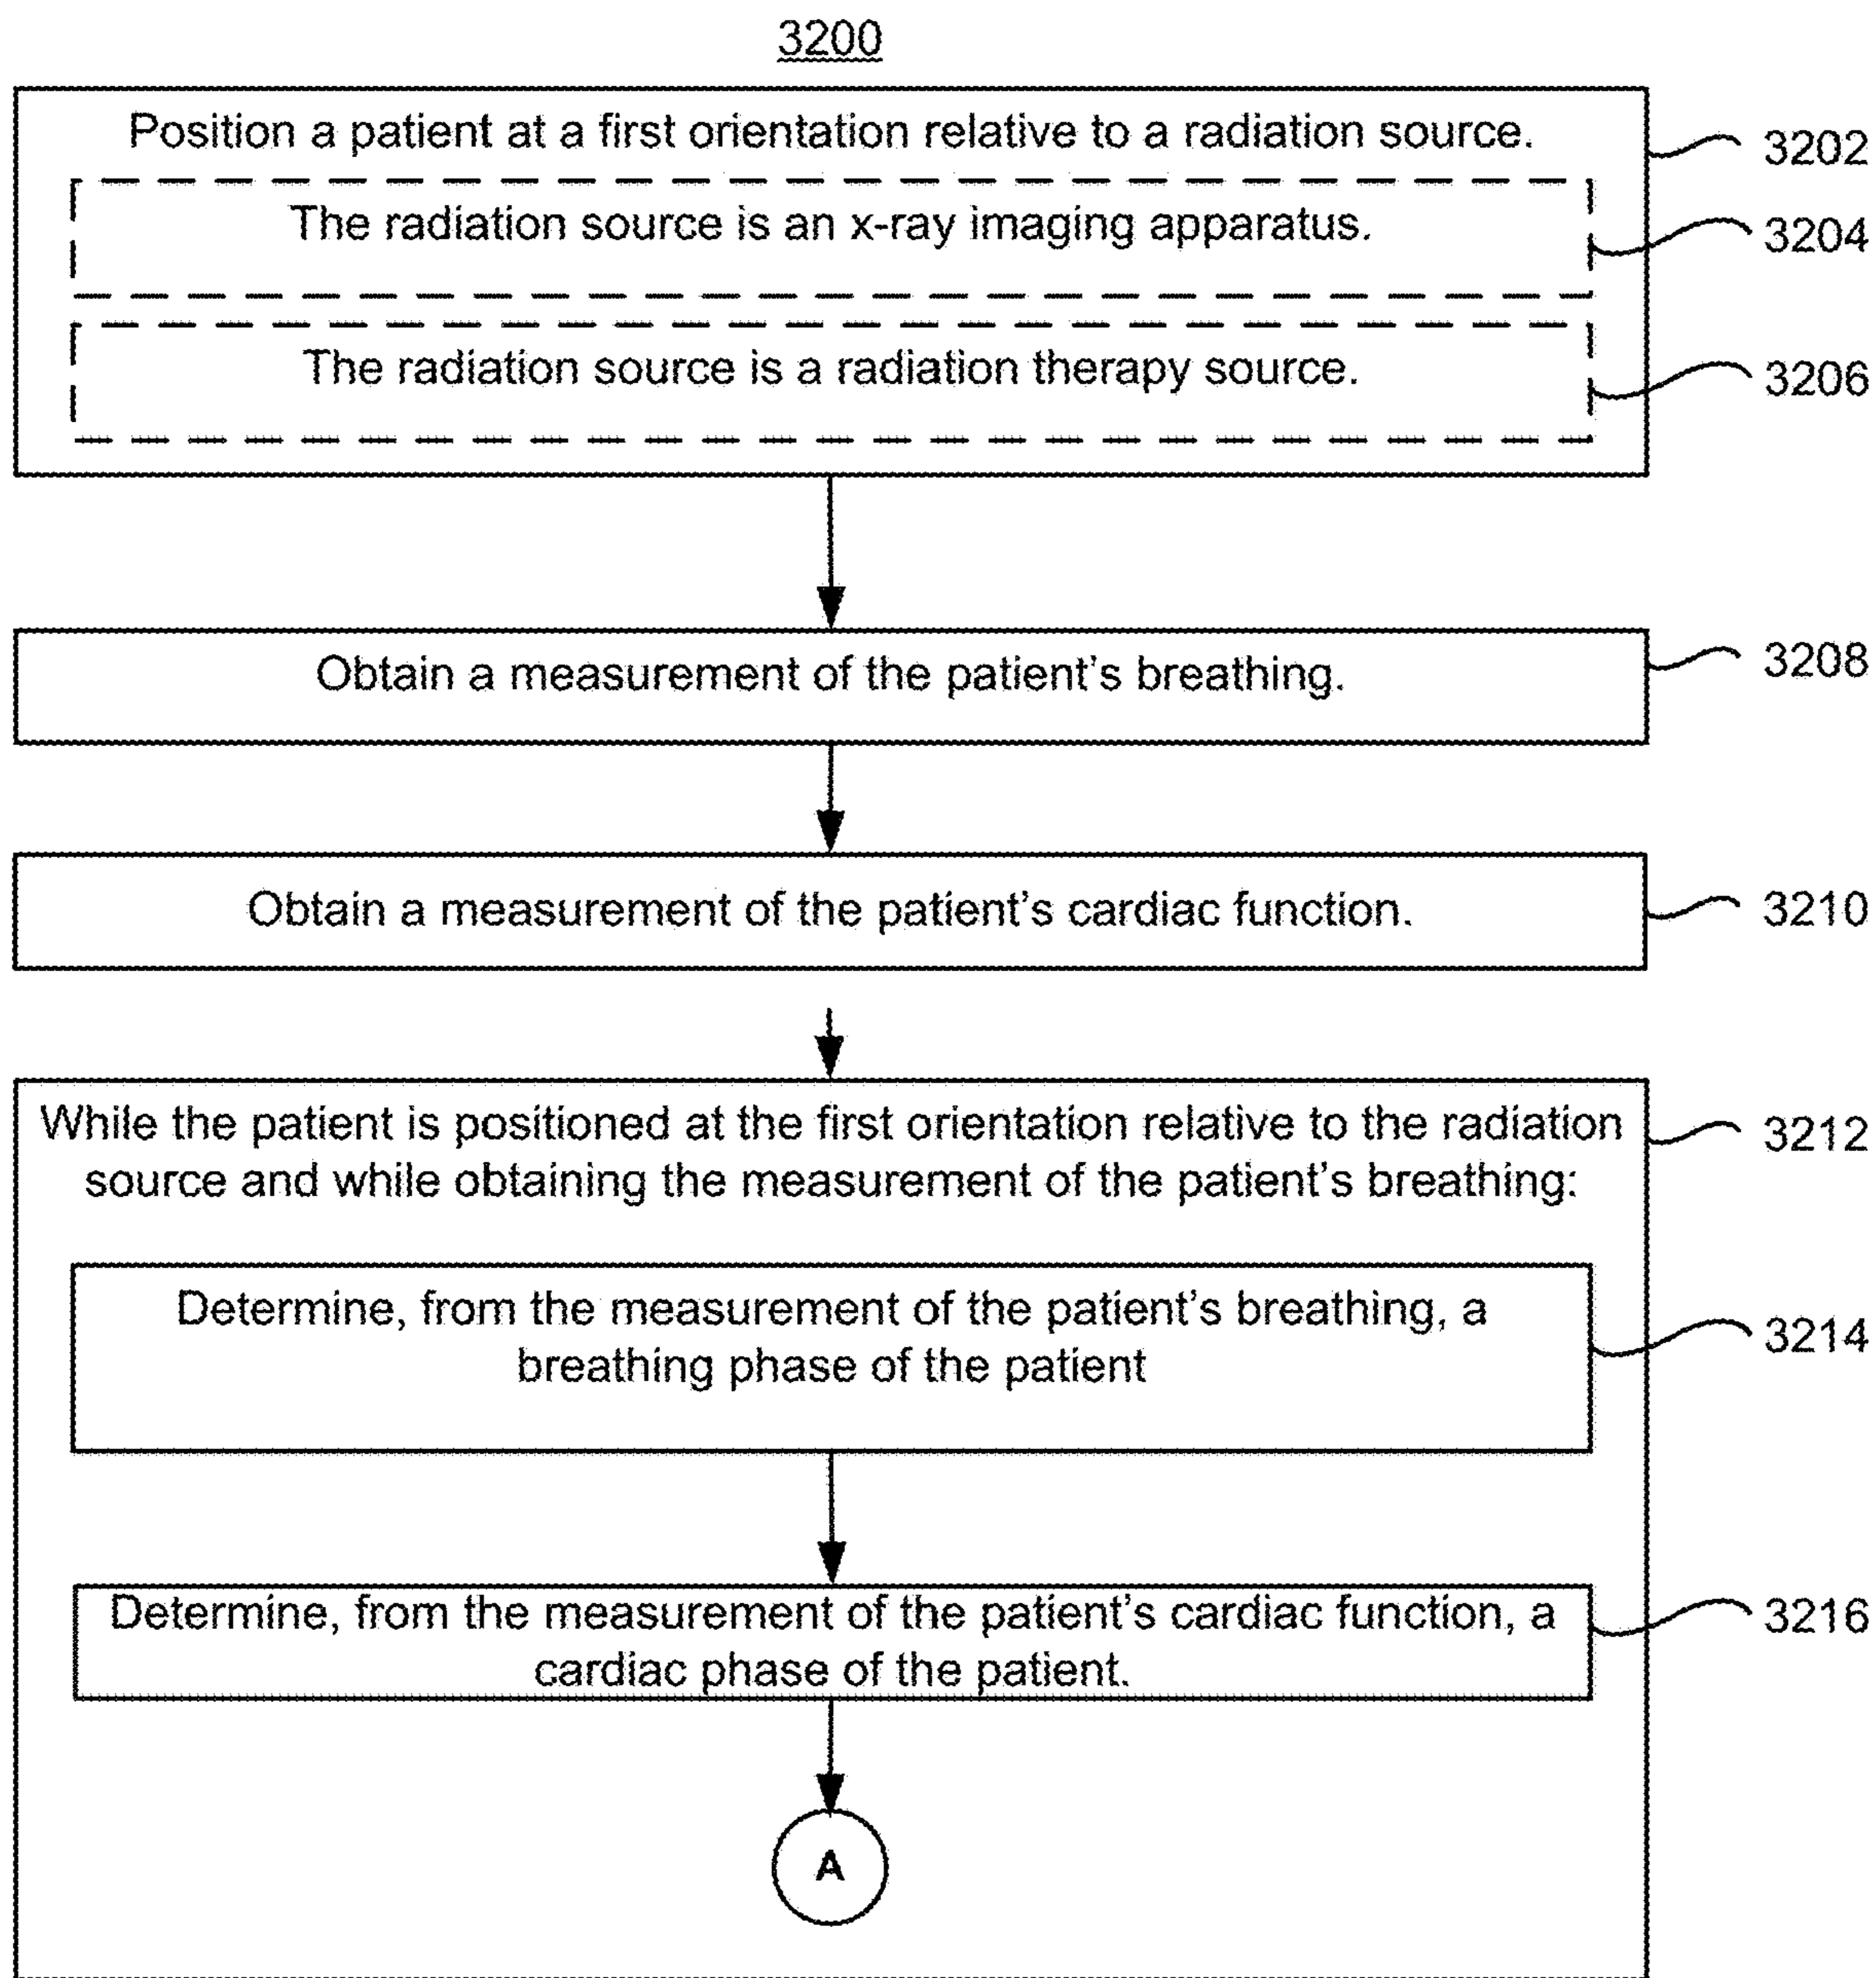 3200
Position a patient at a first orientation relative to a radiation source.
3202
The radiation source is an x-ray imaging apparatus.
3204
The radiation source is a radiation therapy source.
3206
Obtain a measurement of the patient's breathing.
3208
Obtain a measurement of the patient's cardiac function.
3210
While the patient is positioned at the first orientation relative to the radiation
source and while obtaining the measurement of the patient's breathing:
3212
Determine, from the measurement of the patient's breathing, a
breathing phase of the patient
3214
Determine, from the measurement of the patient's cardiac function, a
cardiac phase of the patient.
3216
A